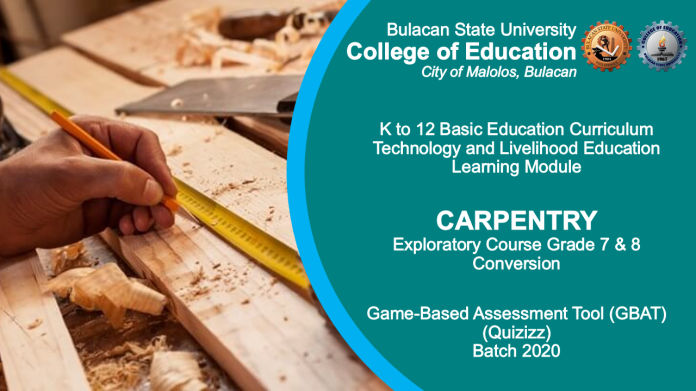 Bulacan State University
College of Education
City of Malolos, Bulacan
K to 12 Basic Education Curriculum
Technology and Livelihood Education
Learning Module
CARPENTRY
Exploratory Course Grade 7 & 8
Conversion
Game-Based Assessment Tool (GBAT)
(Quizizz)
Batch 2020